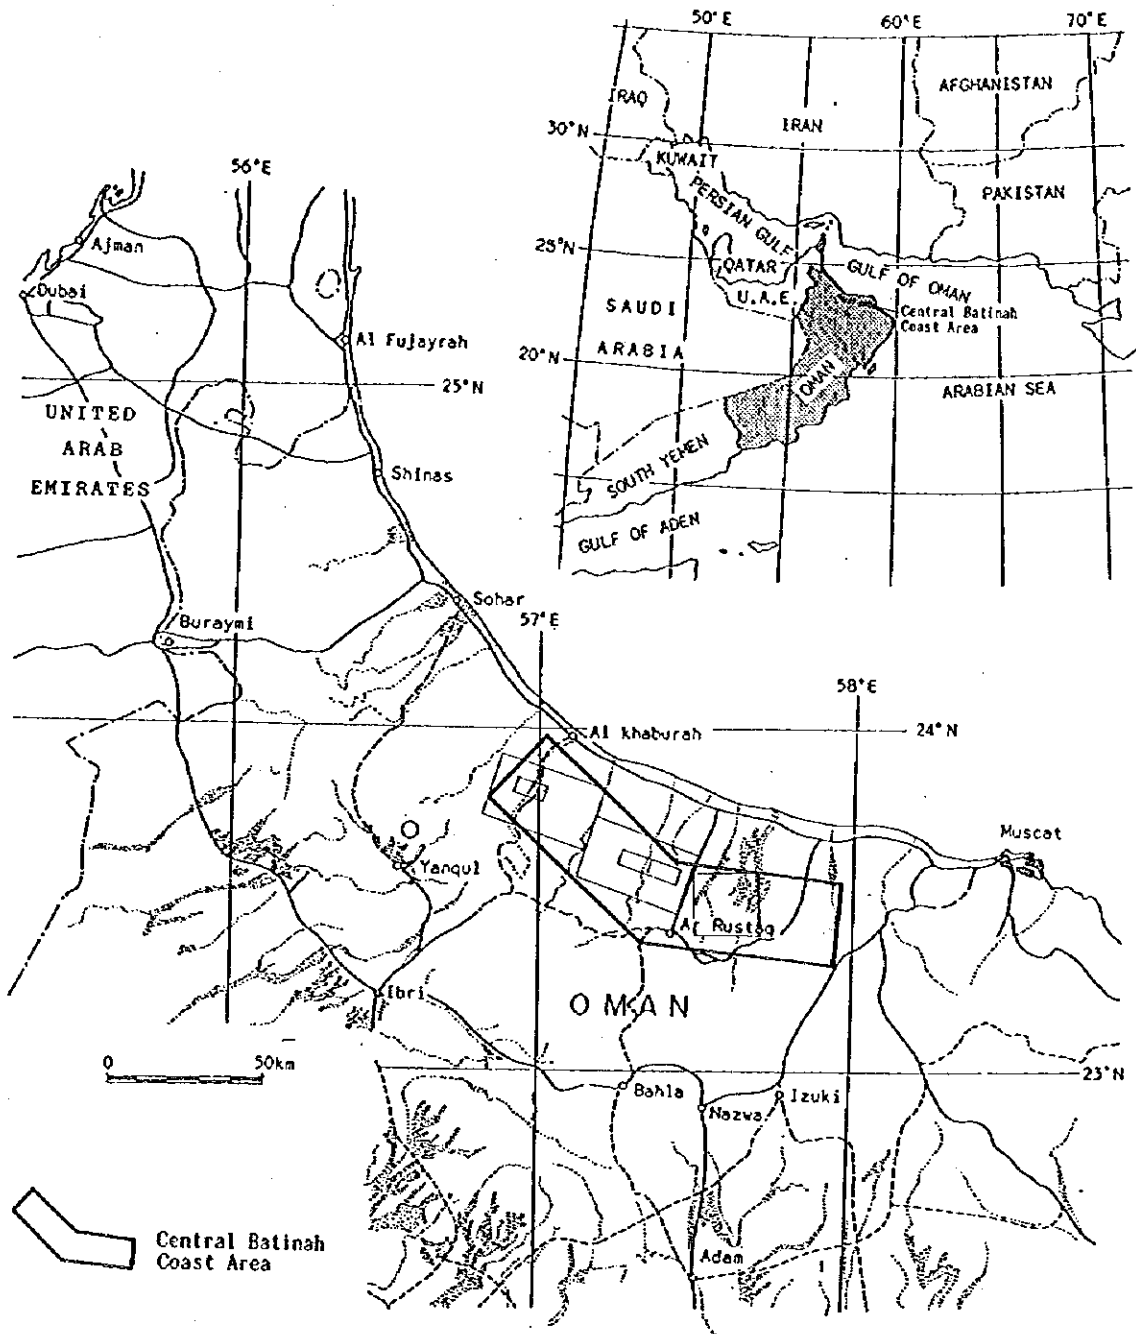 50°E
60°E
70°E
IRAQ
AFGHANISTAN
IRAN
30°N
KUWAIT
PERSIAN GULF
PAKISTAN
25°N
QATAR
GULF OF OMAN
U.A.E.
SAUDI
ARABIA
Central Batinah
Coast Area
20°N
OMAN
ARABIAN SEA
SOUTH YEMEN
GULF OF ADEN
56°E
Ajman
Dubai
Al Fujayrah
25°N
UNITED
ARAB
EMIRATES
Shinas
Sohar
57°E
Buraymi
58°E
Al khaburah
24°N
Muscat
Yanqul
Ar Rustaq
Ibri
OMAN
0
50km
23°N
Bahla
Nazwa
Izuki
Adam
Central Batinah
Coast Area